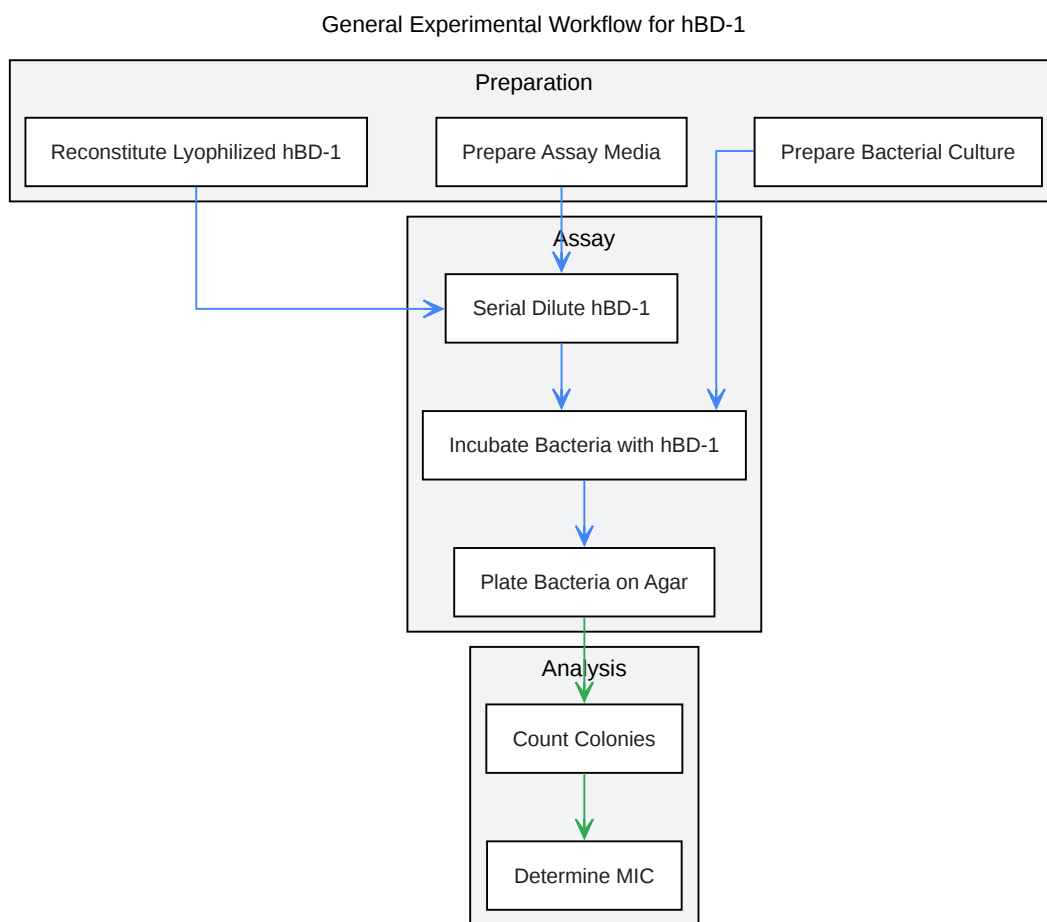 General Experimental Workflow for hBD-1
Preparation
Reconstitute Lyophilized hBD-1
Prepare Assay Media
Prepare Bacterial Culture
Assay
Serial Dilute hBD-1
Incubate Bacteria with hBD-1
Plate Bacteria on Agar
Analysis
Count Colonies
Determine MIC